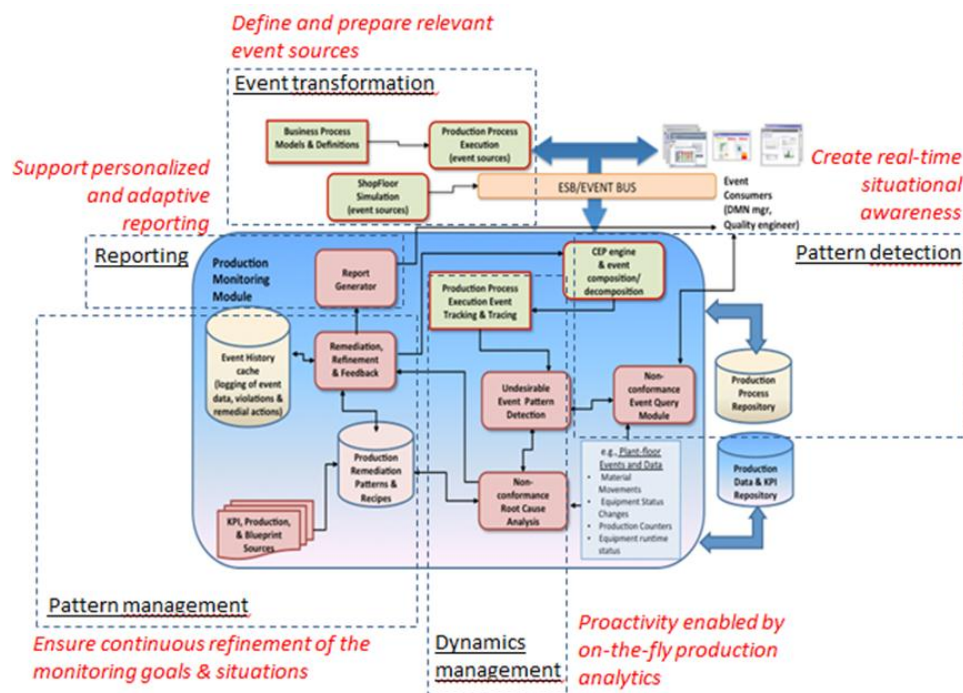 Define and prepare relevant
event sources
Event transformation
Business Process
Models & Definitions
Production Process
Execution
(event sources)
ShopFloor
Simulation
(event sources)
ESB/EVENT BUS
Event
Consumers
(DMN mgr,
Quality engineer)
Create real-time
situational
awareness
Support personalized
and adaptive
reporting
Reporting
Pattern detection
Production
Monitoring
Module
Report
Generator
CEP engine
& event
composition/
decomposition
Production Process
Execution Event
Tracking & Tracing
Event History
cache
(logging of event
data, violations &
remedial actions)
Remediation,
Refinement
& Feedback
Undesirable
Event Pattern
Detection
Non-
conformance
Event Query
Module
Production
Process
Repository
Production
Remediation
Patterns &
Recipes
Non-
conformance
Root Cause
Analysis
e.g., Plant-floor
Events and Data
• Material
Movements
• Equipment Status
Changes
• Production Counters
• Equipment runtime
status
Production
Data & KPI
Repository
KPI, Production,
& Blueprint
Sources
Pattern management
Ensure continuous refinement of the
monitoring goals & situations
Dynamics
management
Proactivity enabled by
on-the-fly production
analytics